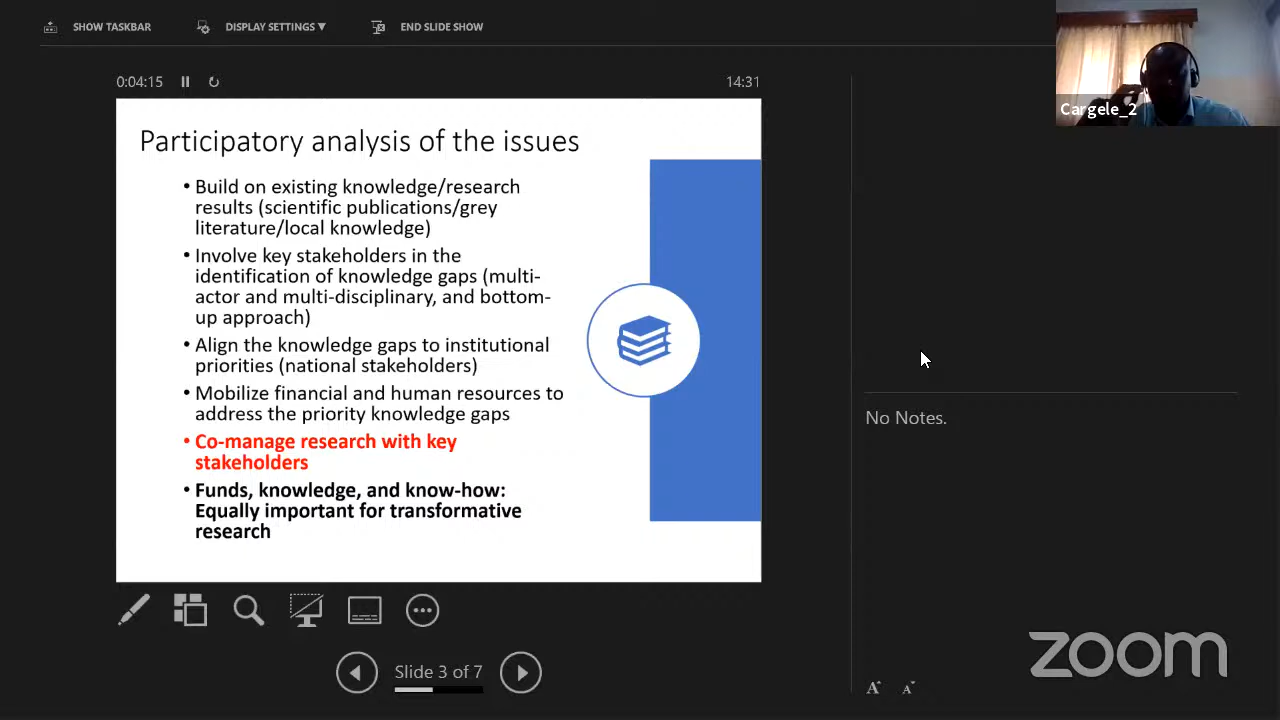 SHOW TASKBAR
DISPLAY SETTINGS ▼
END SLIDE SHOW
Cargele_2
0:04:15
14:31
Participatory analysis of the issues
• Build on existing knowledge/research
results (scientific publications/grey
literature/local knowledge)
• Involve key stakeholders in the
identification of knowledge gaps (multi-
actor and multi-disciplinary, and bottom-
up approach)
• Align the knowledge gaps to institutional
priorities (national stakeholders)
• Mobilize financial and human resources to
address the priority knowledge gaps
• Co-manage research with key
stakeholders
• Funds, knowledge, and know-how:
Equally important for transformative
research
No Notes.
Slide 3 of 7
A A
zoom